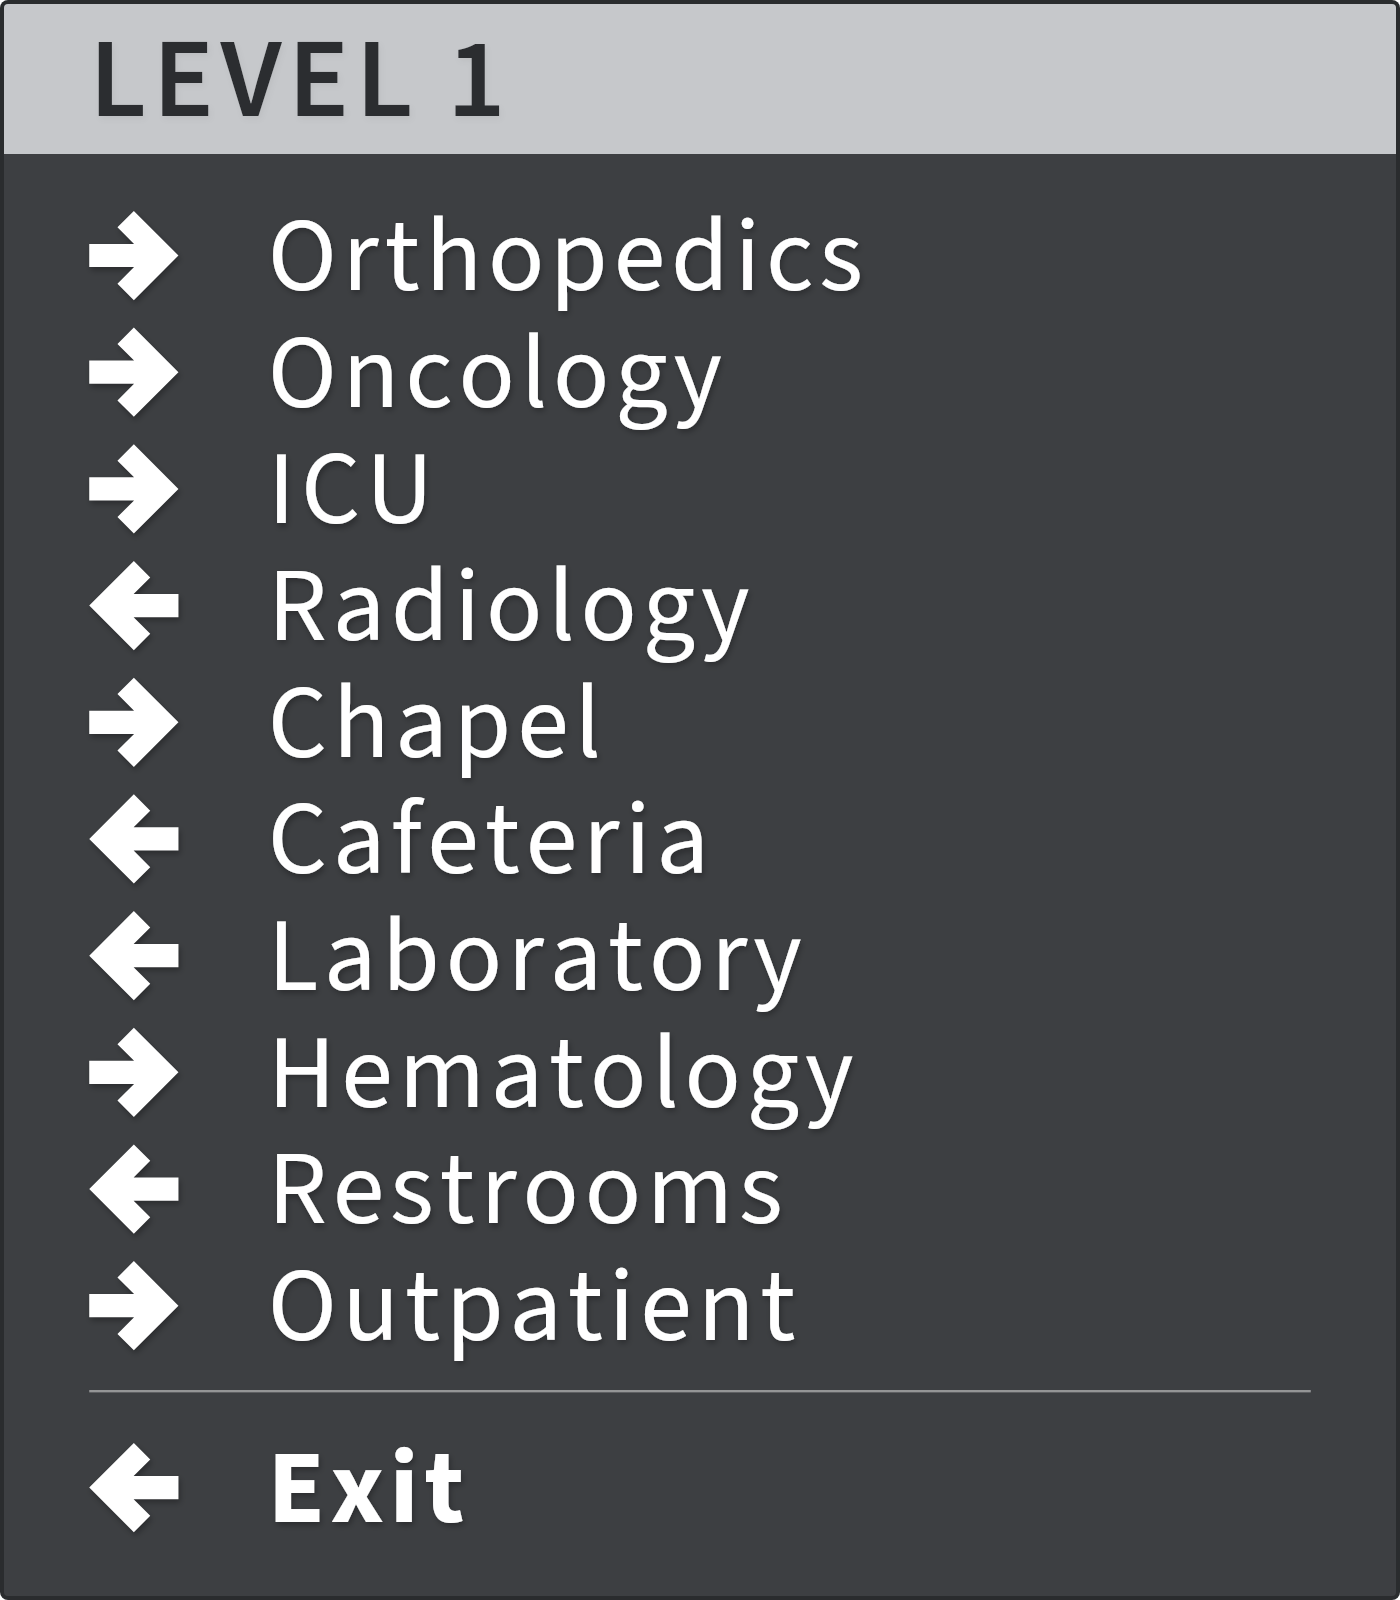 LEVEL 1
→ Orthopedics
→ Oncology
→ ICU
← Radiology
→ Chapel
← Cafeteria
← Laboratory
→ Hematology
← Restrooms
→ Outpatient
← Exit